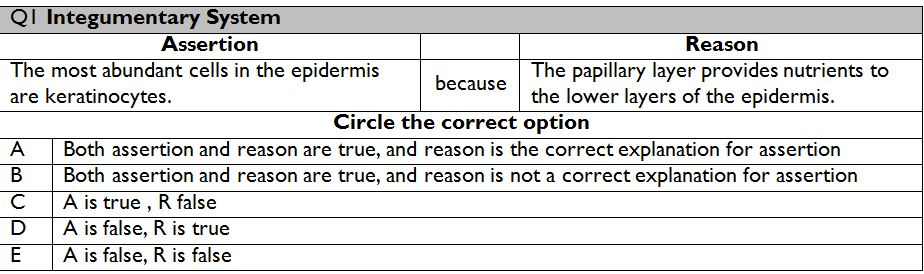 Q1 Integumentary System
Assertion Reason
The most abundant cells in the epidermis
are keratinocytes.
because
The papillary layer provides nutrients to
the lower layers of the epidermis.
Circle the correct option
A Both assertion and reason are true, and reason is the correct explanation for assertion
B Both assertion and reason are true, and reason is not a correct explanation for assertion
C A is true , R false
D A is false, R is true
E A is false, R is false